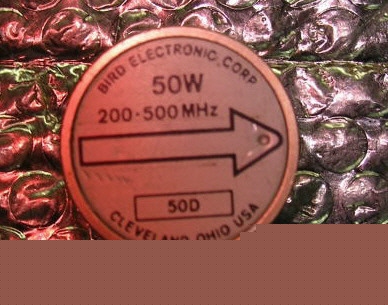 BIRD ELECTRONIC CORP
50W
200-500 MHz
50D
CLEVELAND OHIO USA